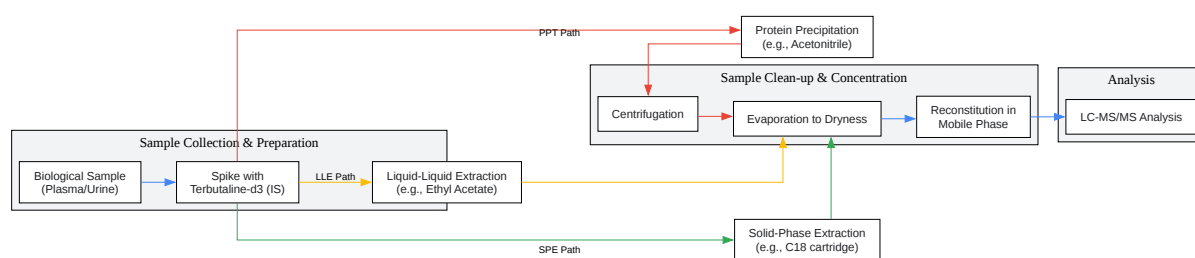 PPT Path
Protein Precipitation
(e.g., Acetonitrile)
Sample Clean-up & Concentration
Analysis
Centrifugation
Evaporation to Dryness
Reconstitution in
Mobile Phase
LC-MS/MS Analysis
Sample Collection & Preparation
Biological Sample
(Plasma/Urine)
Spike with
Terbutaline-d3 (IS)
LLE Path
Liquid-Liquid Extraction
(e.g., Ethyl Acetate)
SPE Path
Solid-Phase Extraction
(e.g., C18 cartridge)